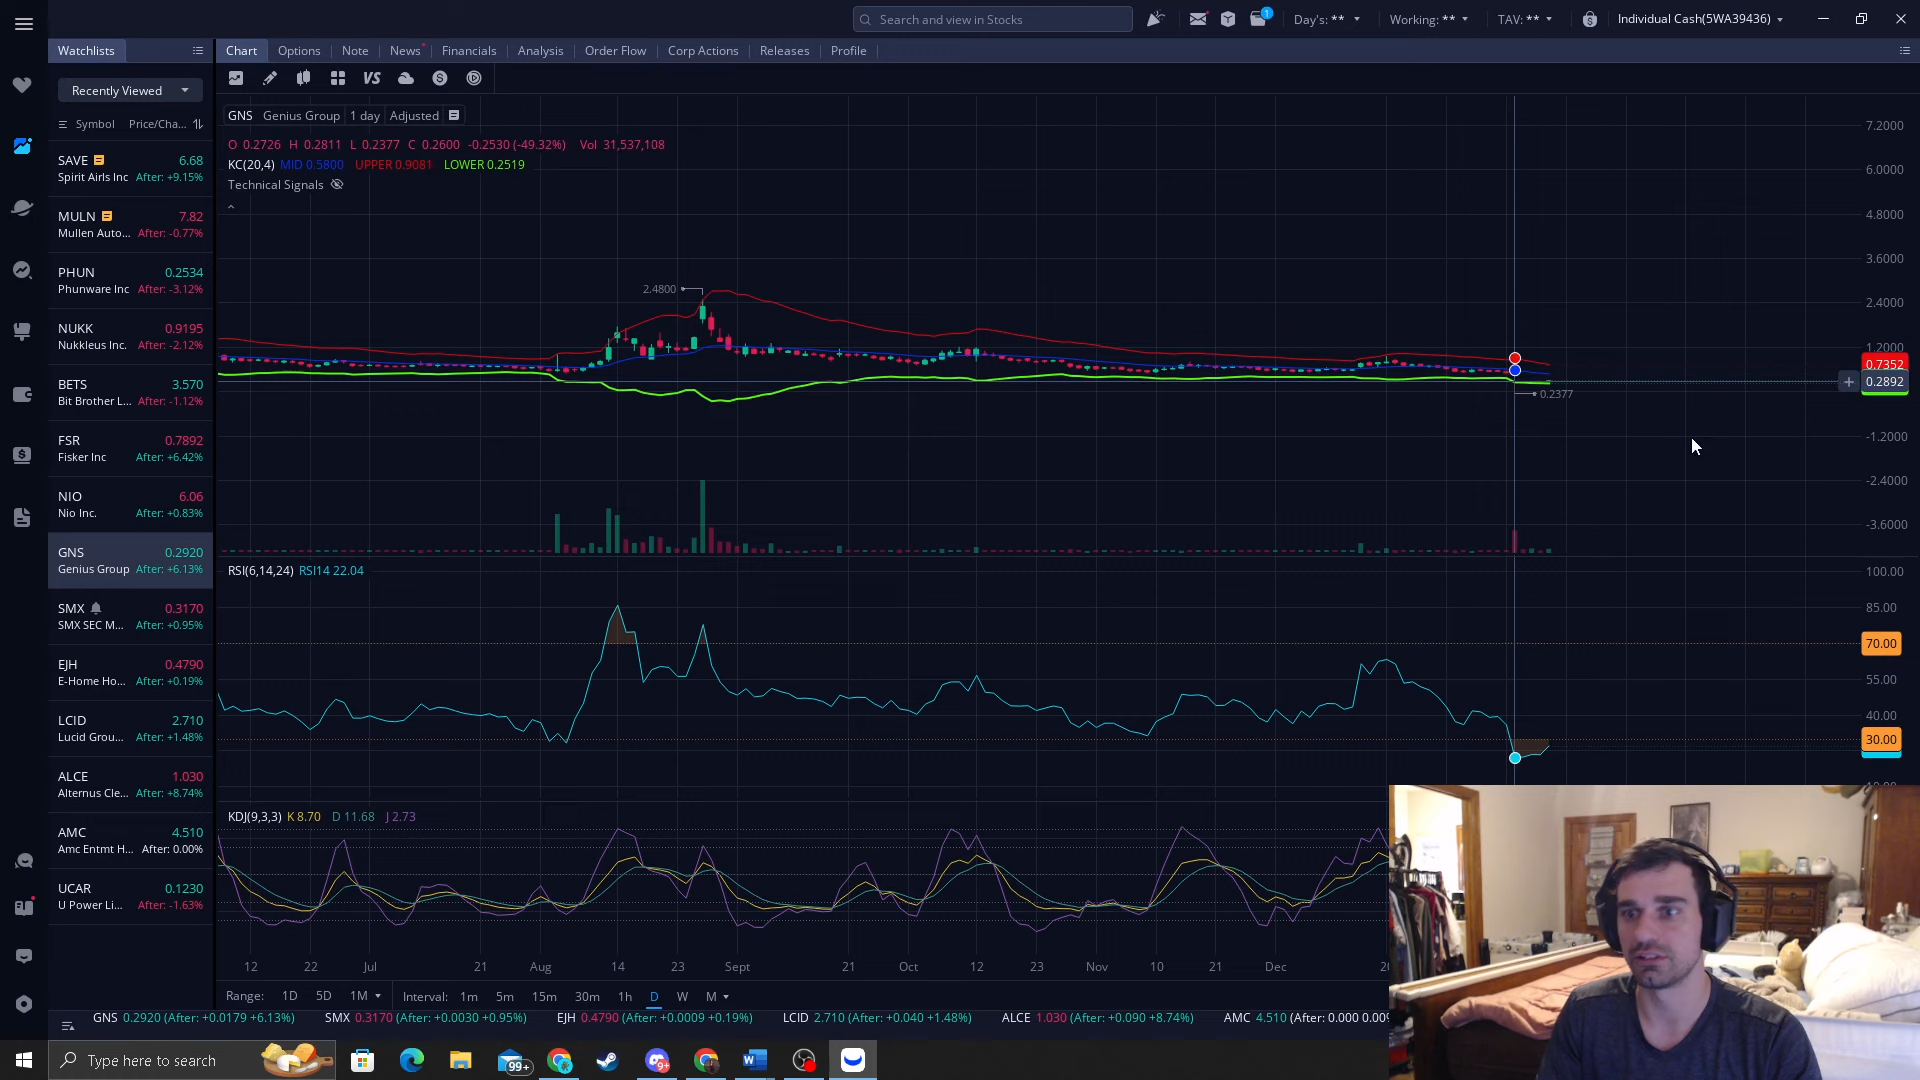 Search and view in Stocks
1
Day's: **
Working: **
TAV: **
Individual Cash(5WA39436)
Watchlists
Chart Options Note News Financials Analysis Order Flow Corp Actions Releases Profile
Recently Viewed
VS
Symbol Price/Cha...
SAVE 6.68
Spirit Airls Inc After: +9.15%
MULN 7.82
Mullen Auto... After: -0.77%
PHUN 0.2534
Phunware Inc After: -3.12%
NUKK 0.9195
Nukkleus Inc. After: -2.12%
BETS 3.570
Bit Brother L... After: -1.12%
FSR 0.7892
Fisker Inc After: +6.42%
NIO 6.06
Nio Inc. After: +0.83%
GNS 0.2920
Genius Group After: +6.13%
SMX 0.3170
SMX SEC M... After: +0.95%
EJH 0.4790
E-Home Ho... After: +0.19%
LCID 2.710
Lucid Grou... After: +1.48%
ALCE 1.030
Alternus Cle... After: +8.74%
AMC 4.510
Amc Entmt H... After: 0.00%
UCAR 0.1230
U Power Li... After: -1.63%
GNS Genius Group 1 day Adjusted
O 0.2726 H 0.2811 L 0.2377 C 0.2600 -0.2530 (-49.32%) Vol 31,537,108
KC(20,4) MID 0.5800 UPPER 0.9081 LOWER 0.2519
Technical Signals
2.4800
0.2377
7.2000
6.0000
4.8000
3.6000
2.4000
1.2000
0.7352
0.2892
-1.2000
-2.4000
-3.6000
RSI(6,14,24) RSI14 22.04
100.00
85.00
70.00
55.00
40.00
30.00
KDJ(9,3,3) K 8.70 D 11.68 J 2.73
12 22 Jul 21 Aug 14 23 Sept 21 Oct 12 23 Nov 10 21 Dec
Range: 1D 5D 1M Interval: 1m 5m 15m 30m 1h D W M
GNS 0.2920 (After: +0.0179 +6.13%) SMX 0.3170 (After: +0.0030 +0.95%) EJH 0.4790 (After: +0.0009 +0.19%) LCID 2.710 (After: +0.040 +1.48%) ALCE 1.030 (After: +0.090 +8.74%) AMC 4.510 (After: 0.000 0.00%
Type here to search
99+
9+